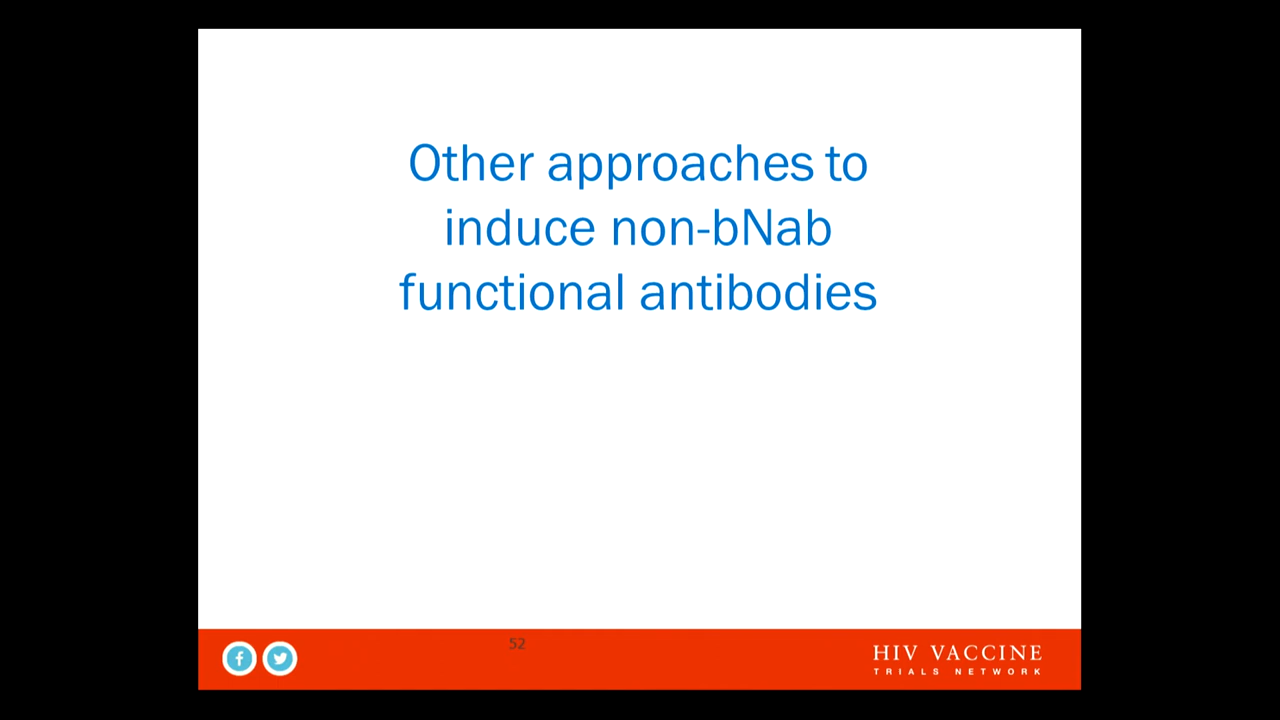 Other approaches to
induce non-bNab
functional antibodies
52
HIV VACCINE
TRIALS NETWORK